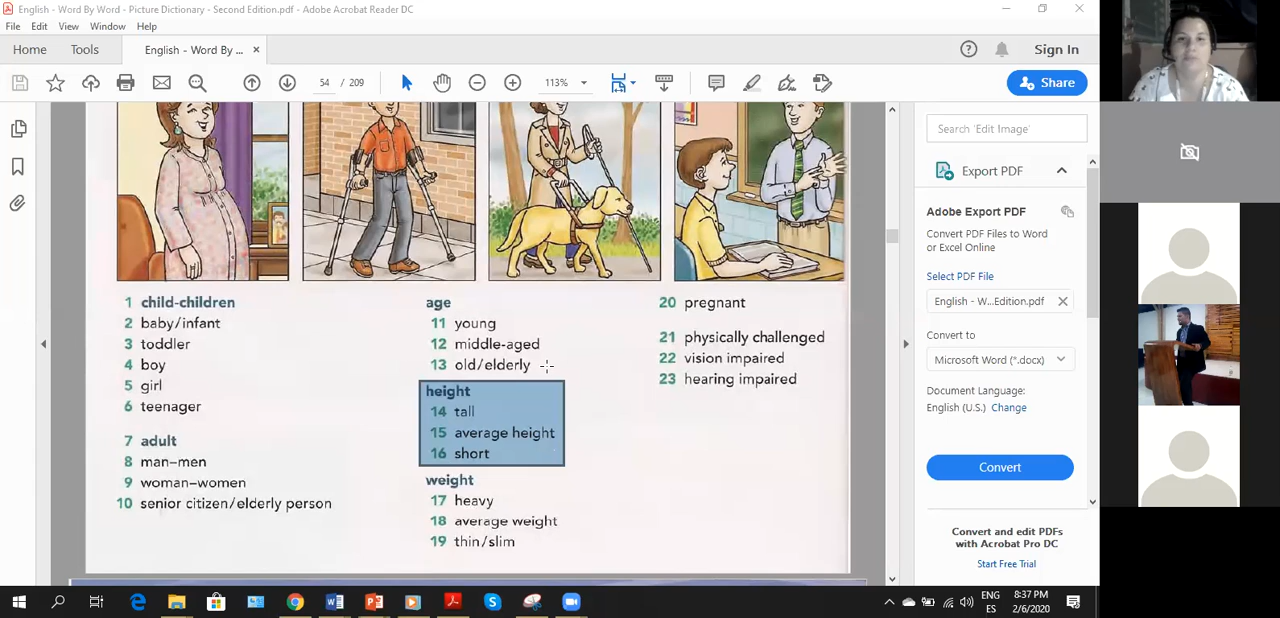 English - Word By Word - Picture Dictionary - Second Edition.pdf - Adobe Acrobat Reader DC
File Edit View Window Help
Home Tools English - Word By ... × Sign In
54 / 209 113% Share
1 child-children
2 baby/infant
3 toddler
4 boy
5 girl
6 teenager
7 adult
8 man–men
9 woman–women
10 senior citizen/elderly person
age
11 young
12 middle-aged
13 old/elderly
height
14 tall
15 average height
16 short
weight
17 heavy
18 average weight
19 thin/slim
20 pregnant
21 physically challenged
22 vision impaired
23 hearing impaired
Search 'Edit Image'
Export PDF
Adobe Export PDF
Convert PDF Files to Word
or Excel Online
Select PDF File
English - W...Edition.pdf
Convert to
Microsoft Word (*.docx)
Document Language:
English (U.S.) Change
Convert
Convert and edit PDFs
with Acrobat Pro DC
Start Free Trial
ENG
ES
8:37 PM
2/6/2020